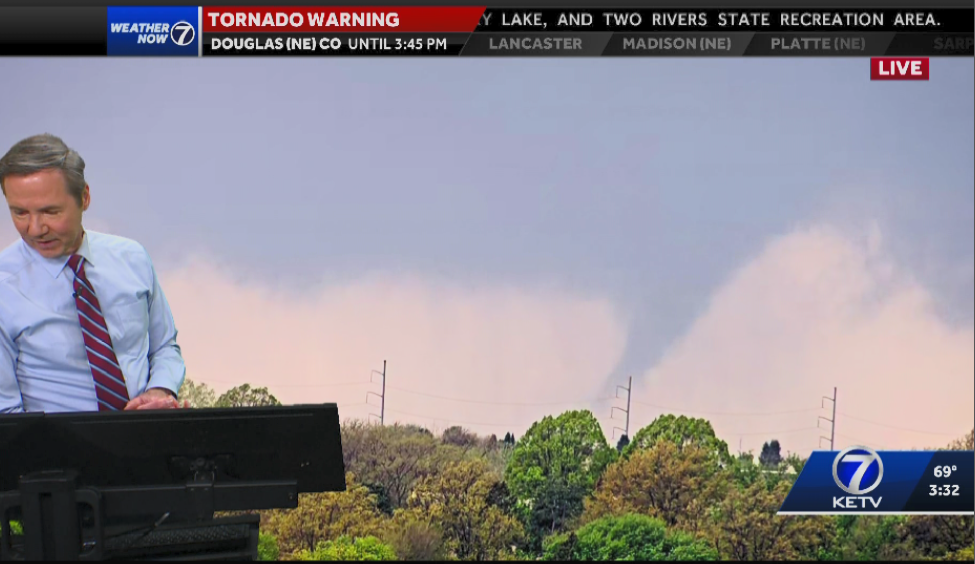 WEATHER
NOW 7
TORNADO WARNING
LAKE, AND TWO RIVERS STATE RECREATION AREA.
DOUGLAS (NE) CO UNTIL 3:45 PM
LANCASTER
MADISON (NE)
PLATTE (NE)
LIVE
7
KETV
69°
3:32